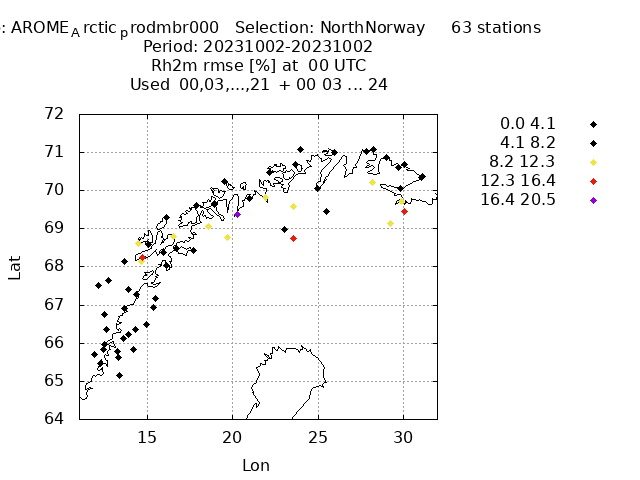 : AROME_Arctic_prodmbr000 Selection: NorthNorway 63 stations
Period: 20231002-20231002
Rh2m rmse [%] at 00 UTC
Used 00,03,...,21 + 00 03 ... 24
0.0 4.1
4.1 8.2
8.2 12.3
12.3 16.4
16.4 20.5
72
71
70
69
68
67
66
65
64
Lat
15 20 25 30
Lon